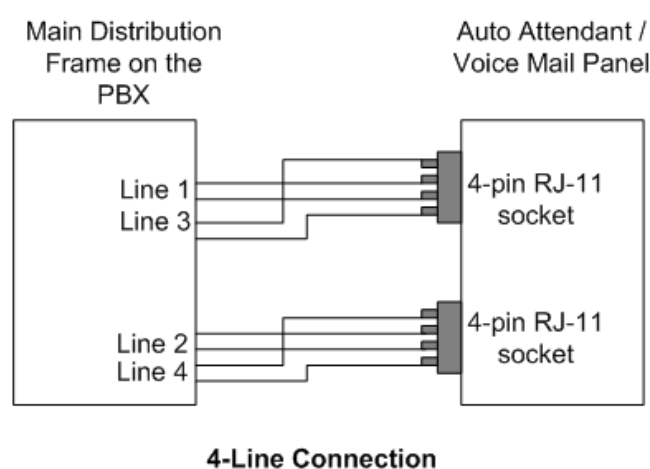 Main Distribution
Frame on the
PBX
Auto Attendant /
Voice Mail Panel
Line 1
Line 3
4-pin RJ-11
socket
Line 2
Line 4
4-pin RJ-11
socket
4-Line Connection